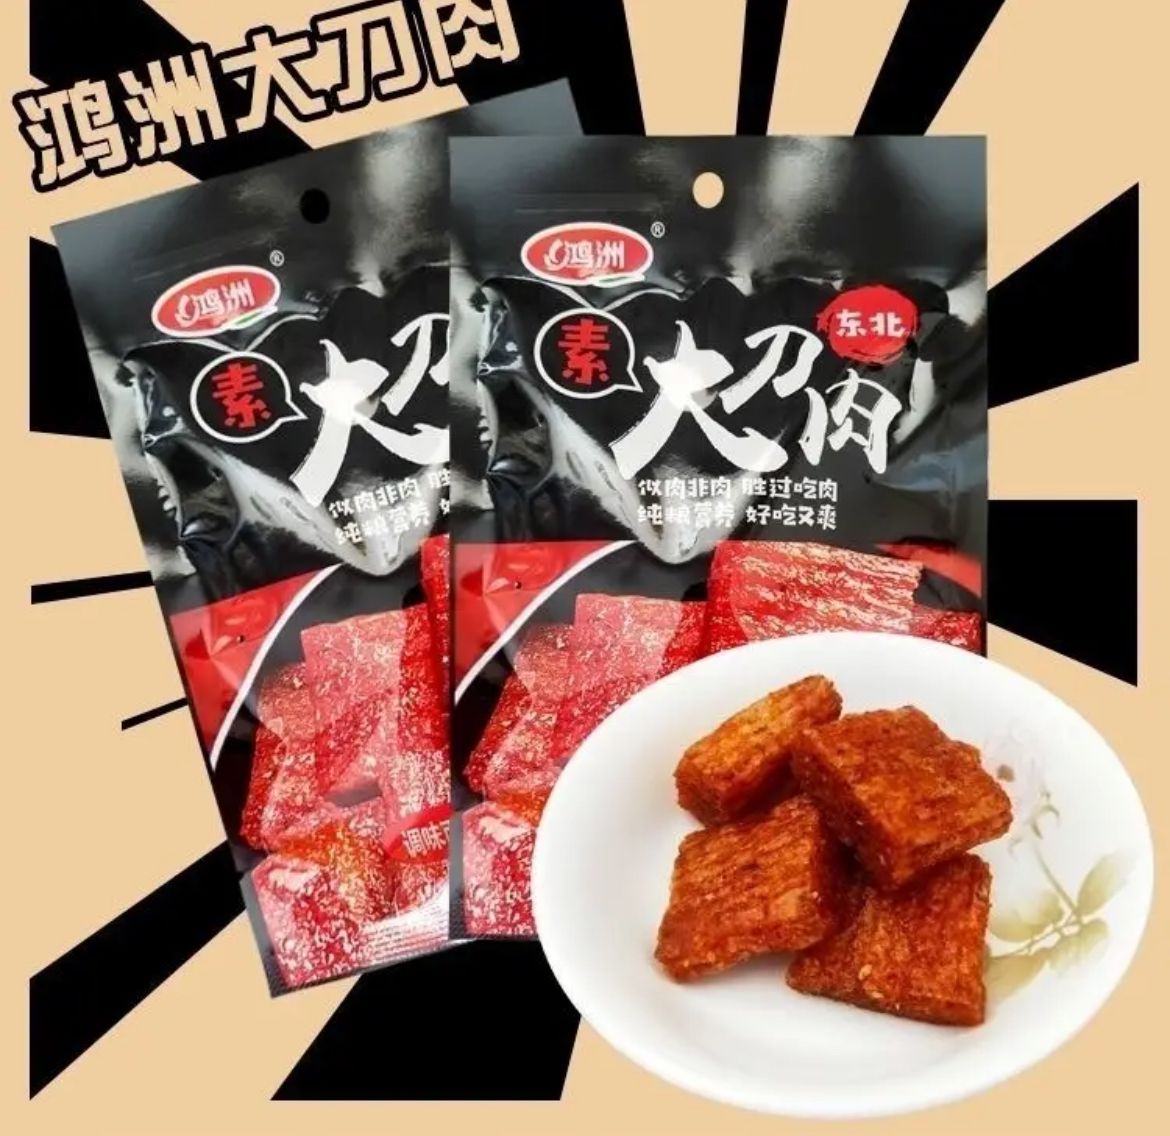 鸿洲大刀肉
鸿洲®
素
大刀
似肉非肉 胜
纯粮营养 好
调味
鸿洲®
素
大刀肉
东北
似肉非肉 胜过吃肉
纯粮营养 好吃又爽